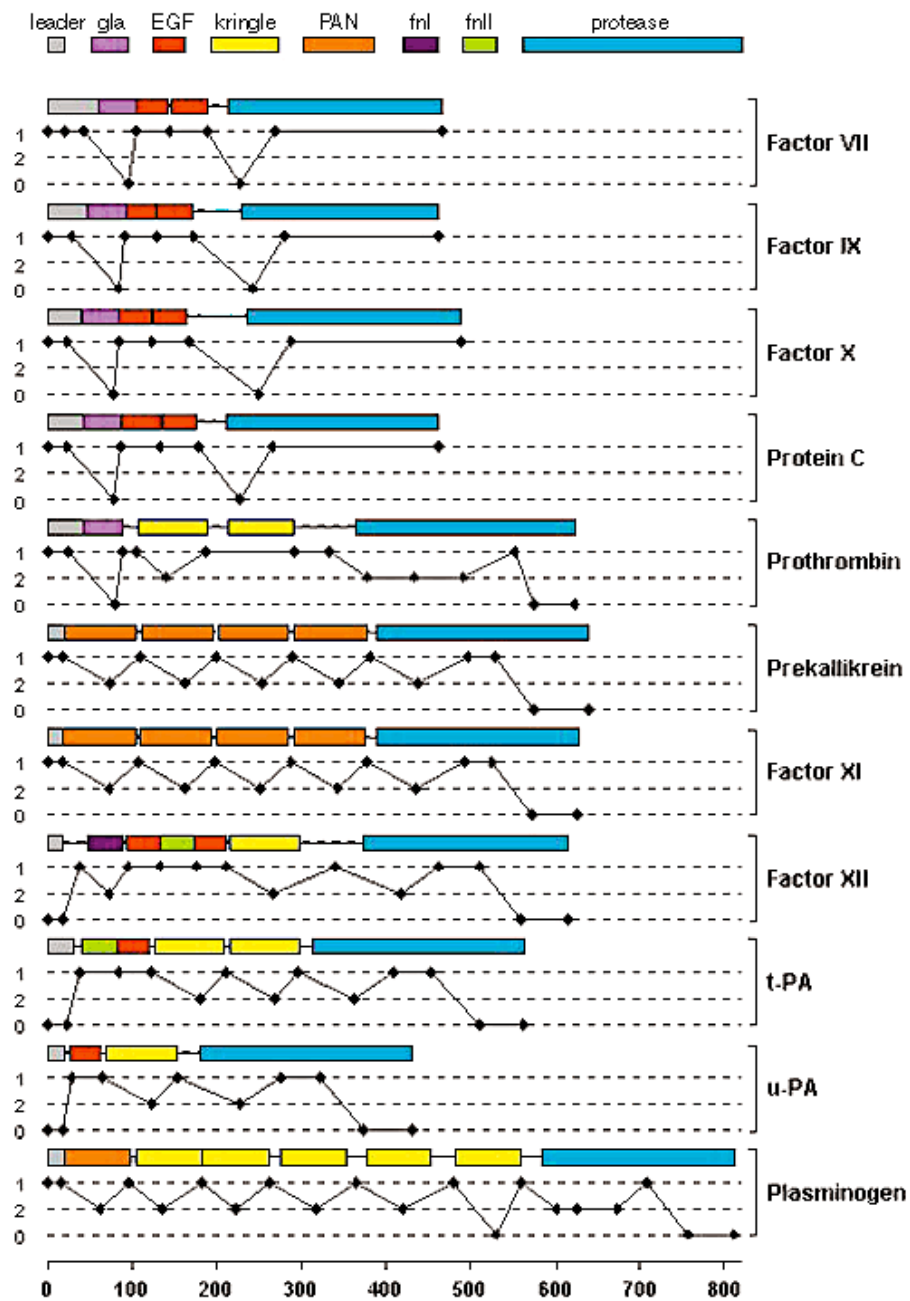 leader gla EGF kringle PAN fnI fnII protease
1
2
0
Factor VII
1
2
0
Factor IX
1
2
0
Factor X
1
2
0
Protein C
1
2
0
Prothrombin
1
2
0
Prekallikrein
1
2
0
Factor XI
1
2
0
Factor XII
1
2
0
t-PA
1
2
0
u-PA
1
2
0
Plasminogen
0 100 200 300 400 500 600 700 800